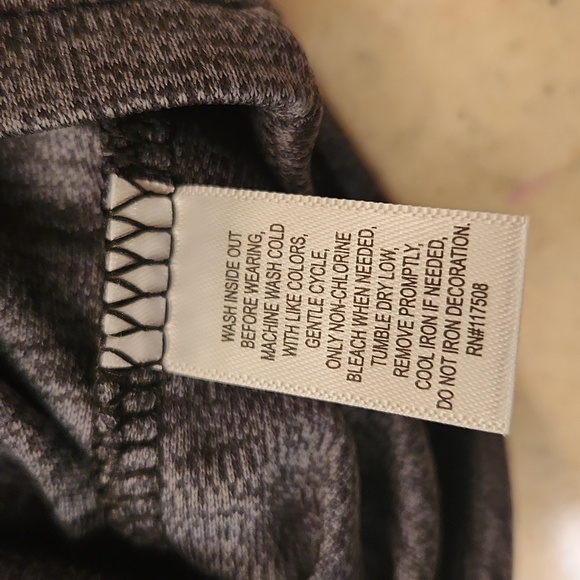 WASH INSIDE OUT
BEFORE WEARING,
MACHINE WASH COLD
WITH LIKE COLORS,
GENTLE CYCLE,
ONLY NON-CHLORINE
BLEACH WHEN NEEDED,
TUMBLE DRY LOW,
REMOVE PROMPTLY,
COOL IRON IF NEEDED,
DO NOT IRON DECORATION.
RN#117508